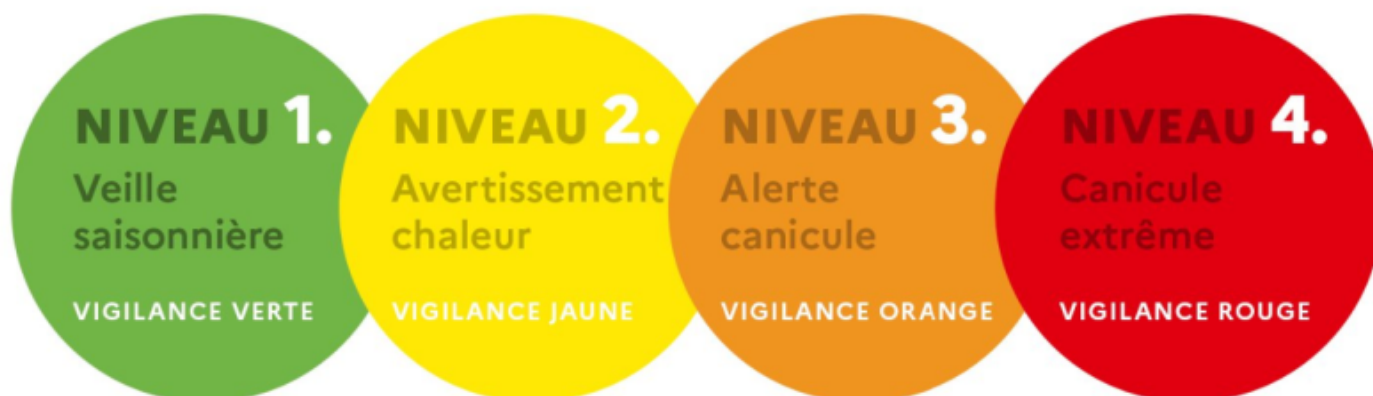 NIVEAU 1.
Veille
saisonnière
VIGILANCE VERTE
NIVEAU 2.
Avertissement
chaleur
VIGILANCE JAUNE
NIVEAU 3.
Alerte
canicule
VIGILANCE ORANGE
NIVEAU 4.
Canicule
extrême
VIGILANCE ROUGE